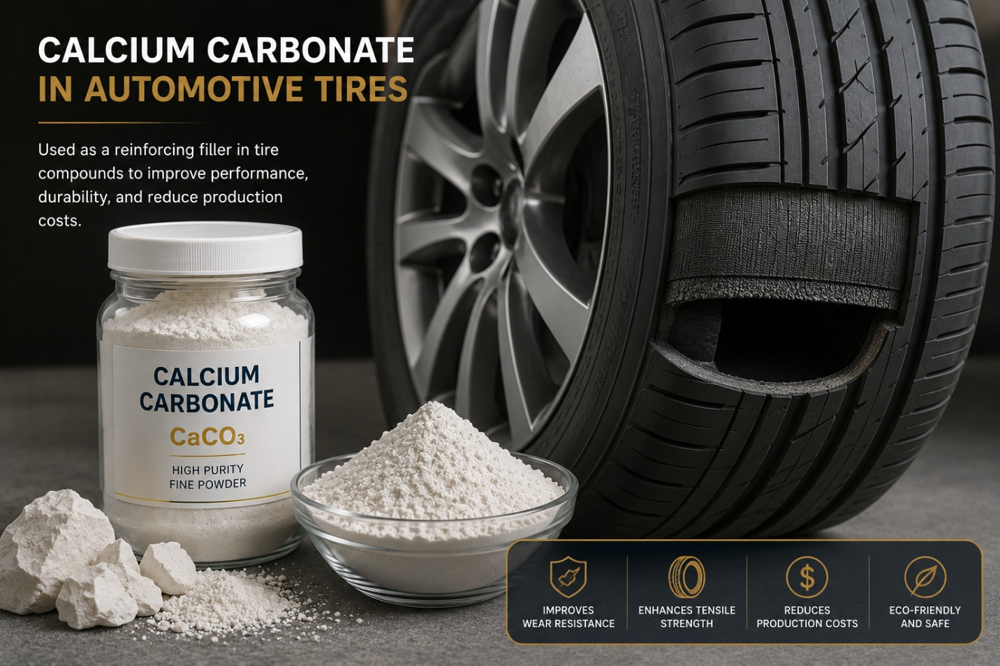 CALCIUM CARBONATE
IN AUTOMOTIVE TIRES
Used as a reinforcing filler in tire
compounds to improve performance,
durability, and reduce production
costs.
CALCIUM
CARBONATE
CaCO₃
HIGH PURITY
FINE POWDER
IMPROVES
WEAR RESISTANCE
ENHANCES TENSILE
STRENGTH
REDUCES
PRODUCTION COSTS
ECO-FRIENDLY
AND SAFE